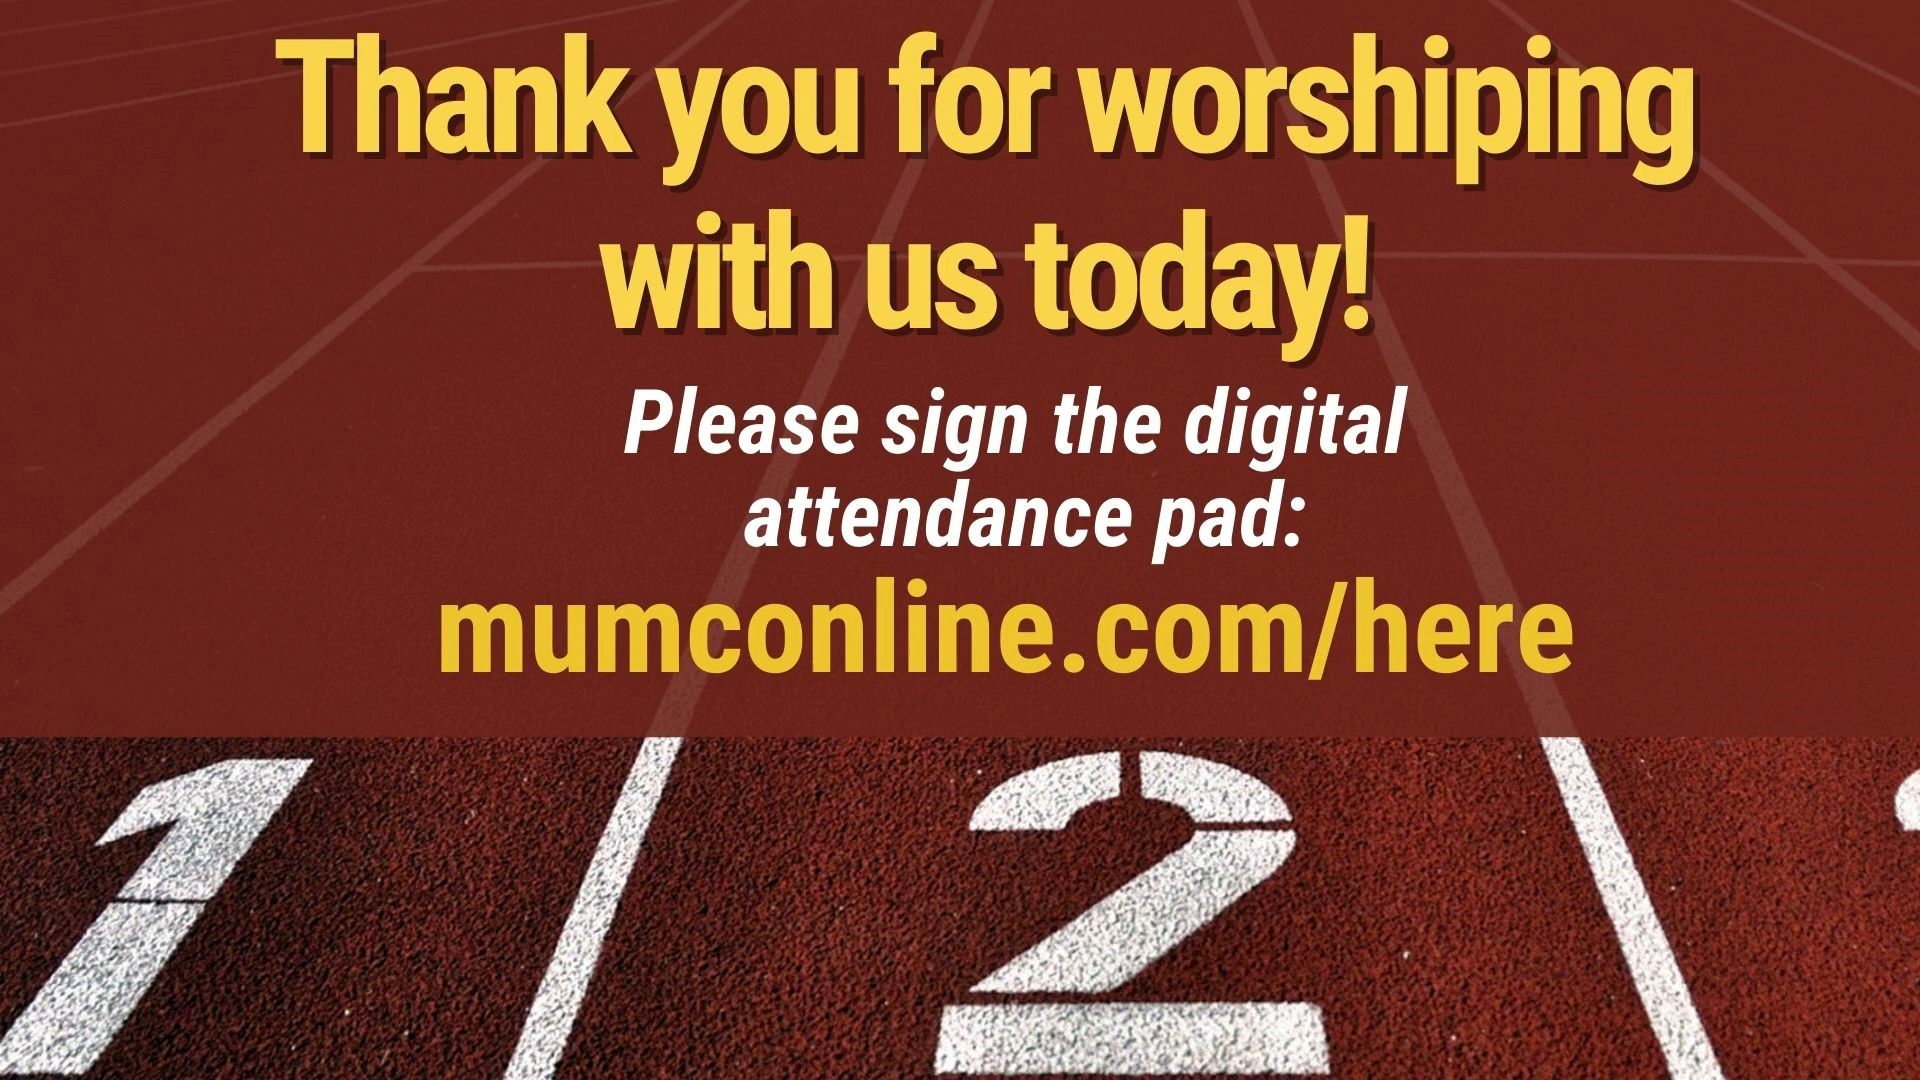 Thank you for worshiping
with us today!
Please sign the digital
attendance pad:
mumconline.com/here
1 2